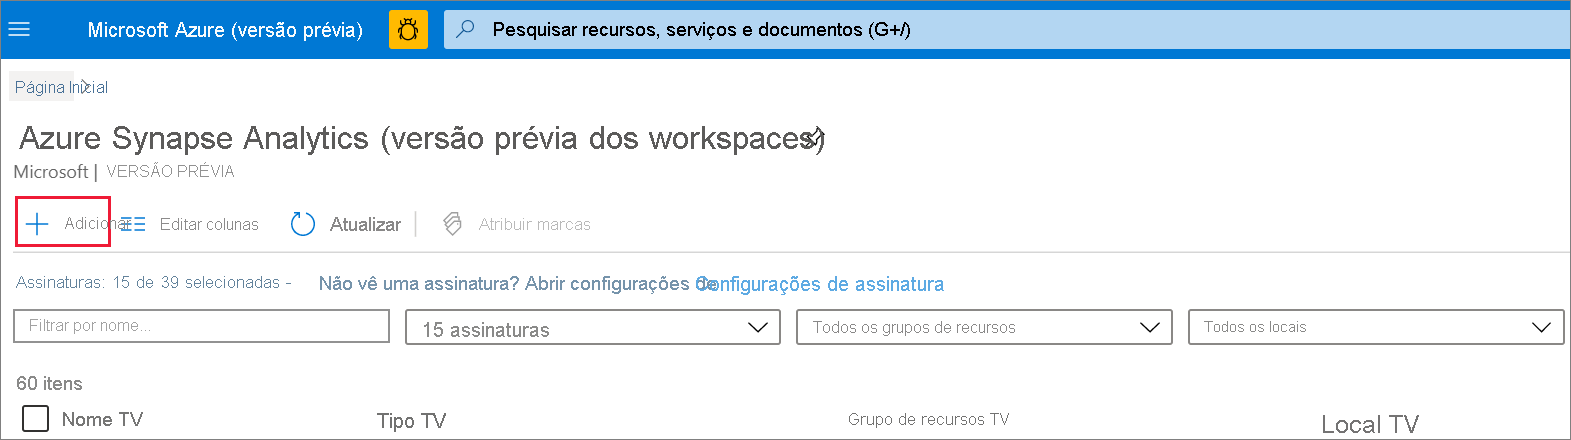 Microsoft Azure (versão prévia) Pesquisar recursos, serviços e documentos (G+/)
Página Inicial
Azure Synapse Analytics (versão prévia dos workspaces)
Microsoft | VERSÃO PRÉVIA
Adicionar Editar colunas Atualizar Atribuir marcas
Assinaturas: 15 de 39 selecionadas - Não vê uma assinatura? Abrir configurações de Configurações de assinatura
Filtrar por nome... 15 assinaturas Todos os grupos de recursos Todos os locais
60 itens
Nome TV Tipo TV Grupo de recursos TV Local TV